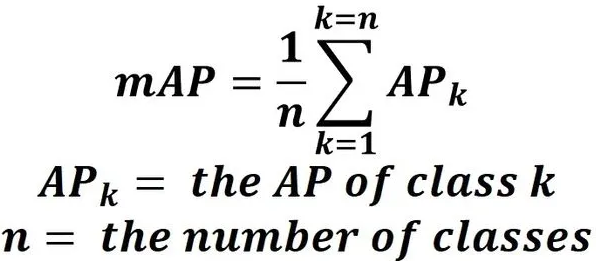 k=n
mAP = 1/n ∑ AP_k
k=1
AP_k = the AP of class k
n = the number of classes